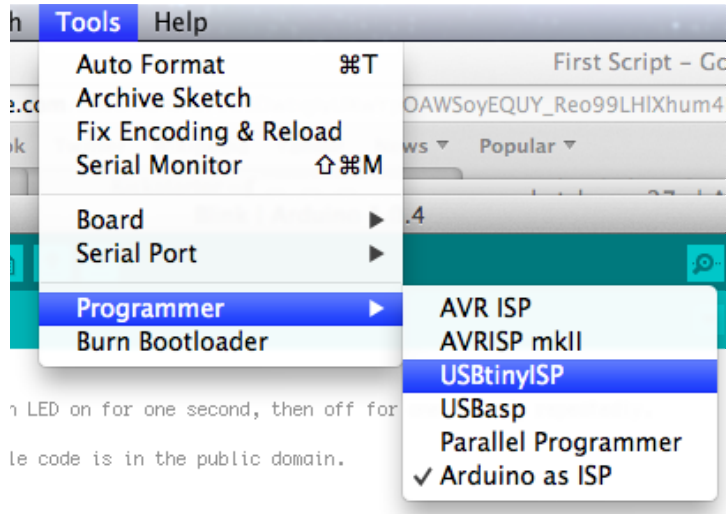 Tools Help
Auto Format ⌘T
First Script – Go
Archive Sketch
OAWSoyEQUY_Reo99LHlXhum4
Fix Encoding & Reload
Popular ▼
Serial Monitor ⇧⌘M
Board ▶
.4
Serial Port ▶
Programmer ▶
AVR ISP
Burn Bootloader
AVRISP mkII
USBtinyISP
USBasp
Parallel Programmer
✓ Arduino as ISP
LED on for one second, then off for
code is in the public domain.